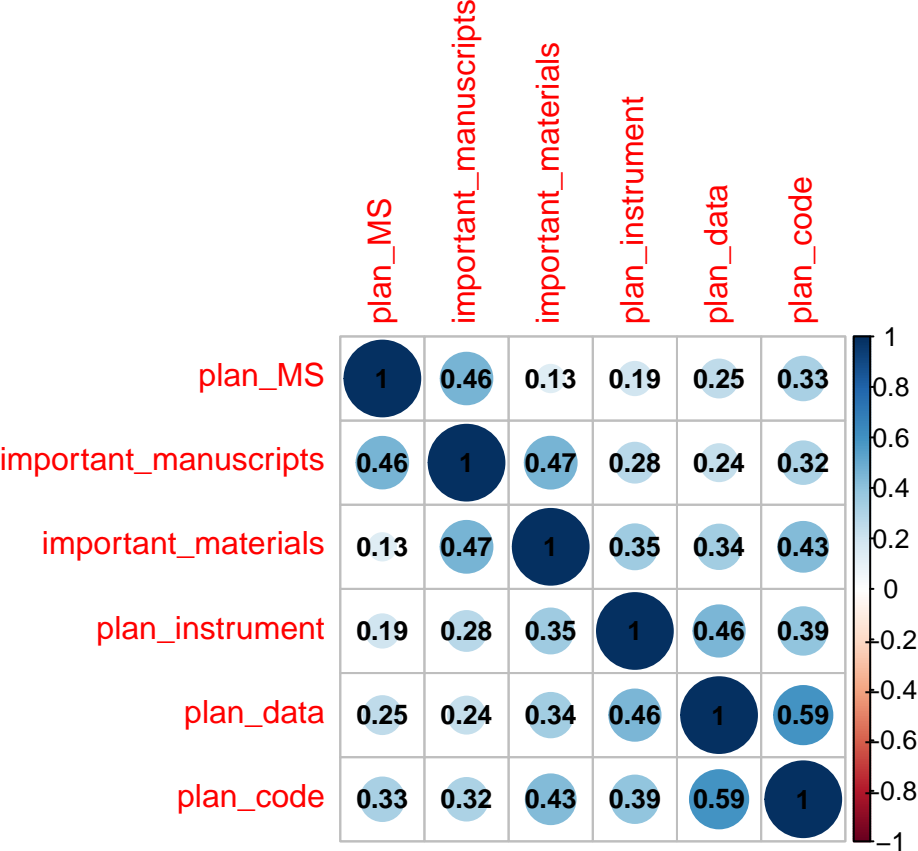 plan_MS
important_manuscripts
important_materials
plan_instrument
plan_data
plan_code
plan_MS 1 0.46 0.13 0.19 0.25 0.33
important_manuscripts 0.46 1 0.47 0.28 0.24 0.32
important_materials 0.13 0.47 1 0.35 0.34 0.43
plan_instrument 0.19 0.28 0.35 1 0.46 0.39
plan_data 0.25 0.24 0.34 0.46 1 0.59
plan_code 0.33 0.32 0.43 0.39 0.59 1
1
0.8
0.6
0.4
0.2
0
-0.2
-0.4
-0.6
-0.8
−1